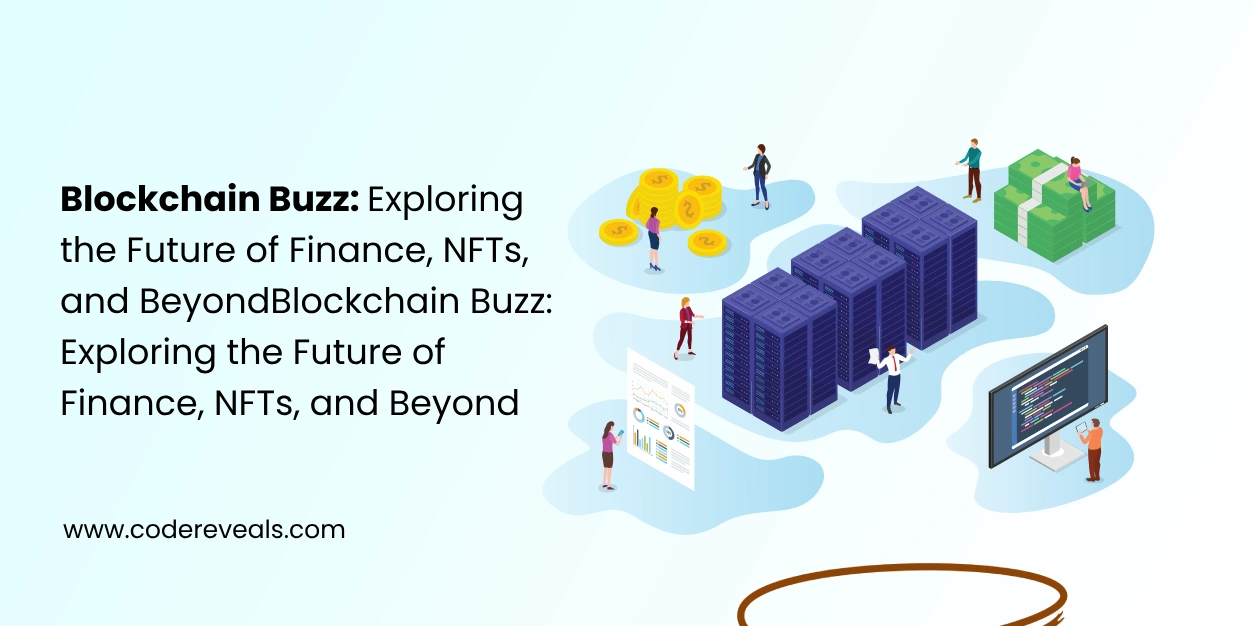 Blockchain Buzz: Exploring
the Future of Finance, NFTs,
and BeyondBlockchain Buzz:
Exploring the Future of
Finance, NFTs, and Beyond
www.codereveals.com